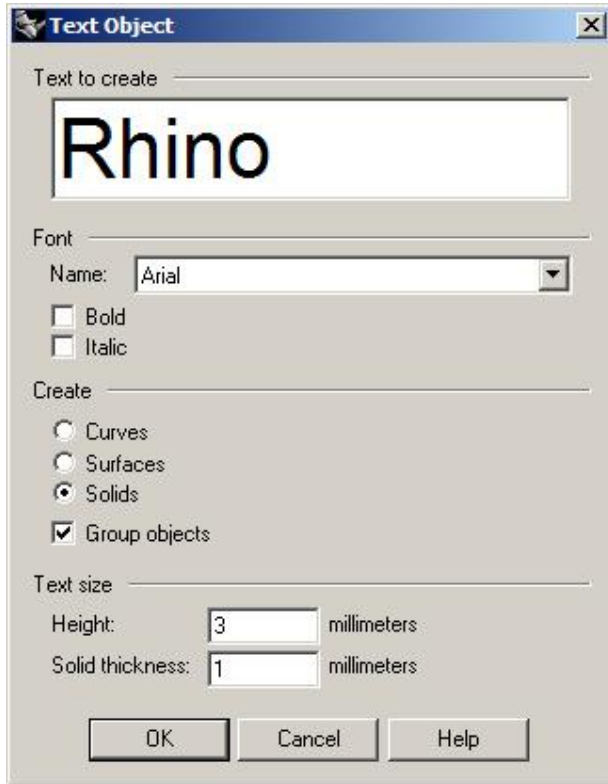 Text Object
Text to create
Rhino
Font
Name: Arial
Bold
Italic
Create
Curves
Surfaces
Solids
Group objects
Text size
Height: 3 millimeters
Solid thickness: 1 millimeters
OK Cancel Help